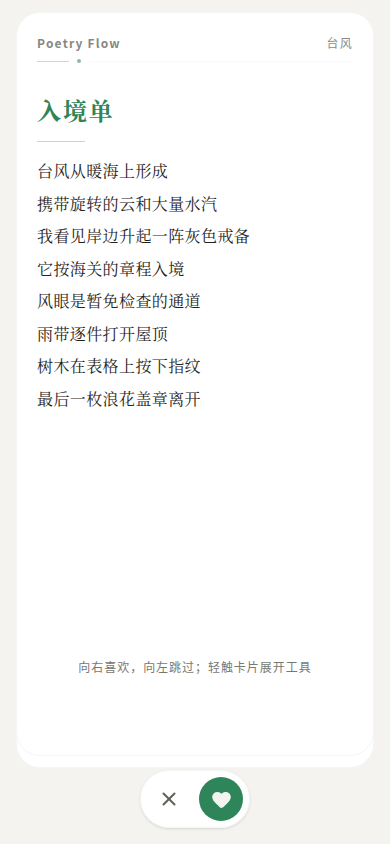 Poetry Flow
台风
入境单
台风从暖海上形成
携带旋转的云和大量水汽
我看见岸边升起一阵灰色戒备
它按海关的章程入境
风眼是暂免检查的通道
雨带逐件打开屋顶
树木在表格上按下指纹
最后一枚浪花盖章离开
向右喜欢，向左跳过；轻触卡片展开工具